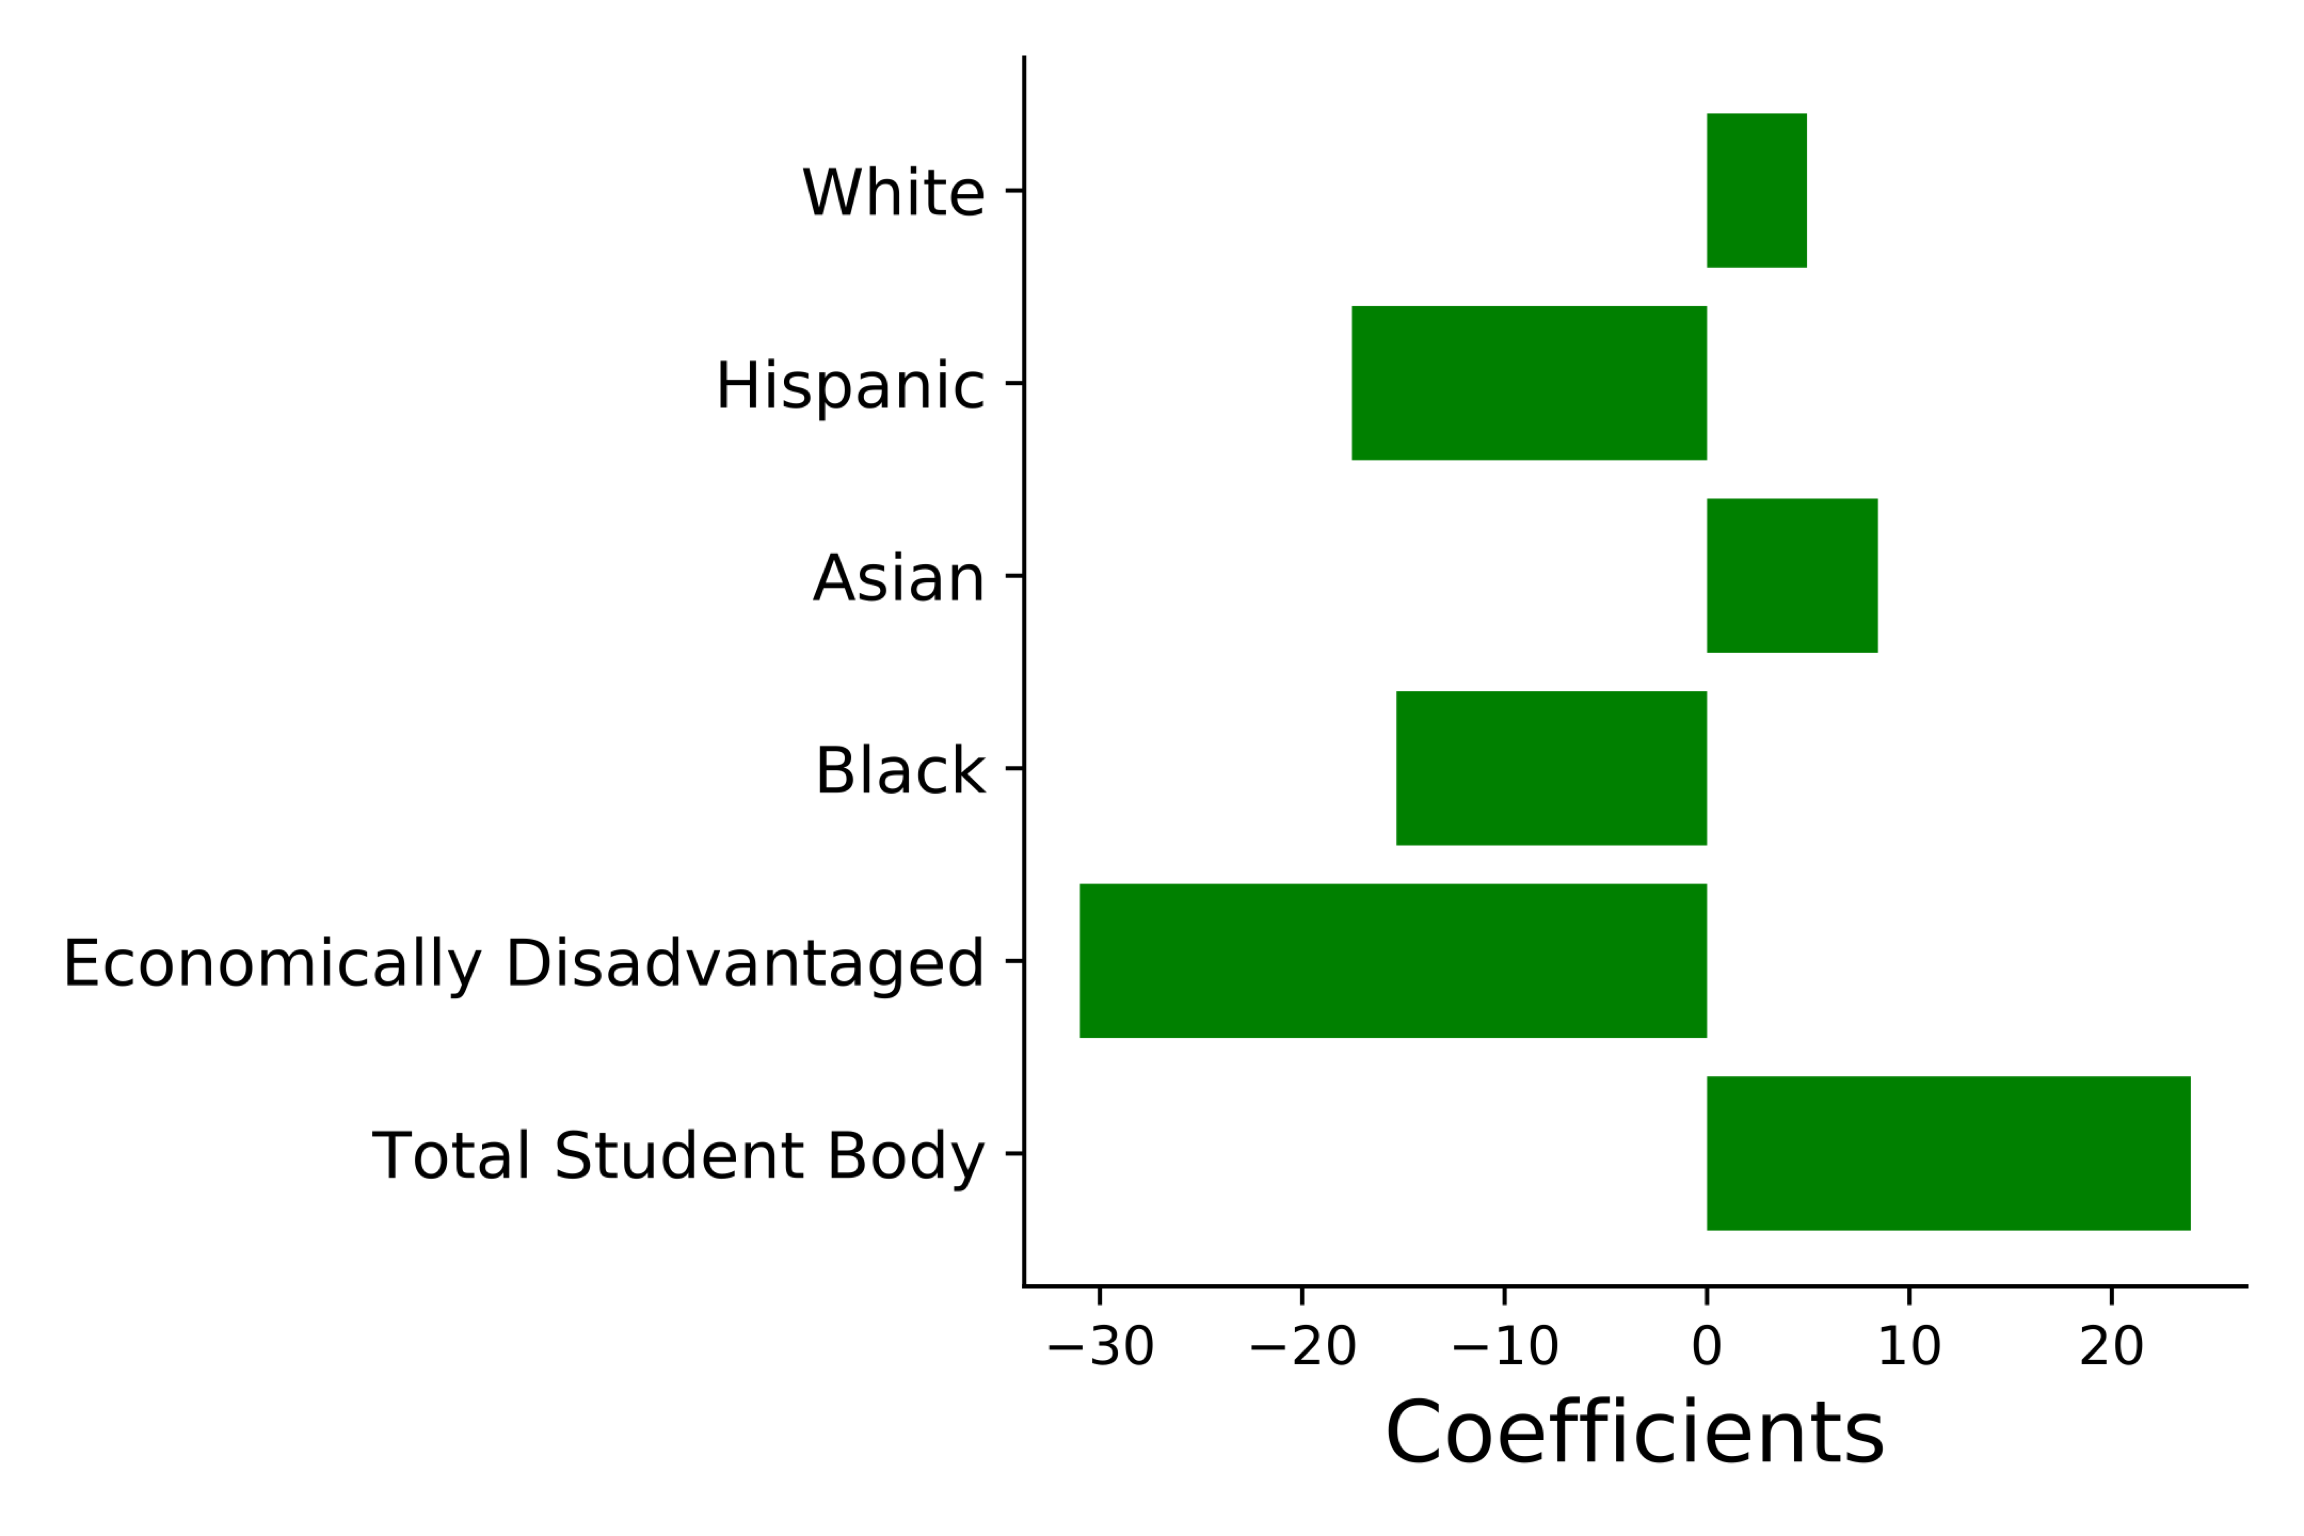 White
Hispanic
Asian
Black
Economically Disadvantaged
Total Student Body
−30 −20 −10 0 10 20
Coefficients